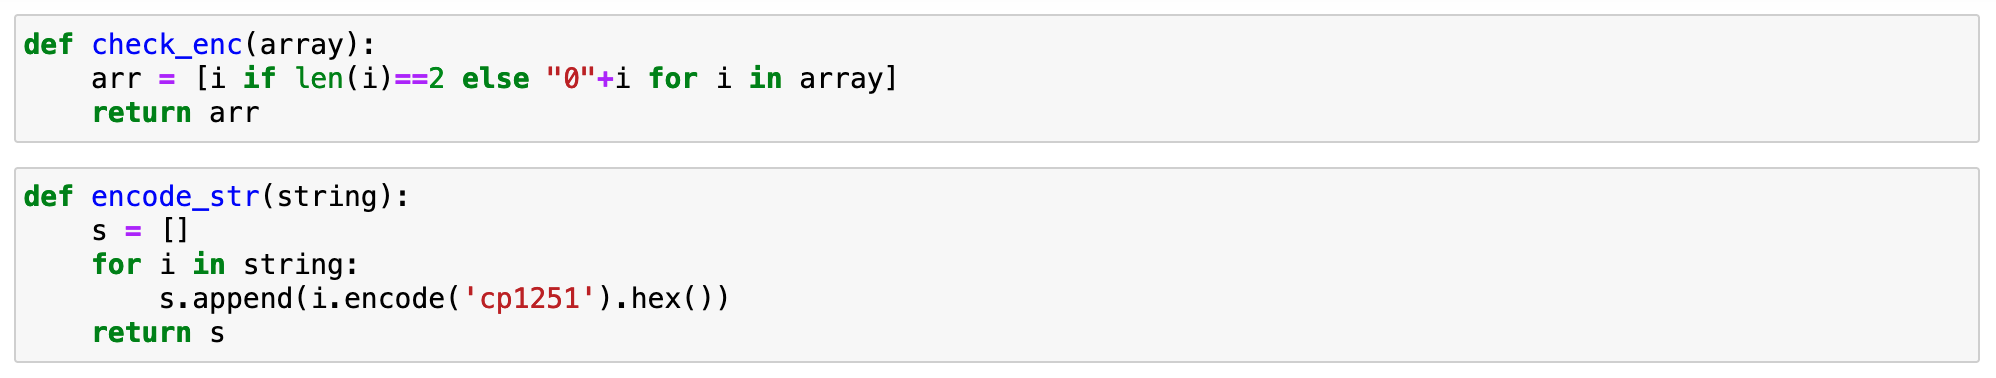 def check_enc(array):
    arr = [i if len(i)==2 else "0"+i for i in array]
    return arr
def encode_str(string):
    s = []
    for i in string:
        s.append(i.encode('cp1251').hex())
    return s